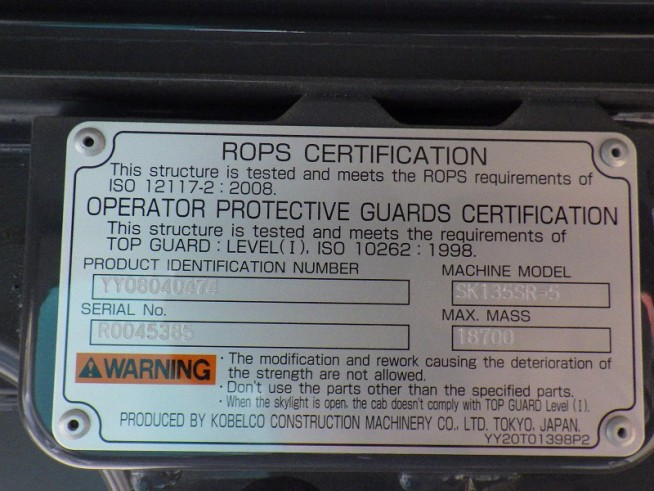 ROPS CERTIFICATION
This structure is tested and meets the ROPS requirements of
ISO 12117-2 : 2008.
OPERATOR PROTECTIVE GUARDS CERTIFICATION
This structure is tested and meets the requirements of
TOP GUARD : LEVEL(I), ISO 10262 : 1998.
PRODUCT IDENTIFICATION NUMBER
YY08040474
MACHINE MODEL
SK135SR-5
SERIAL No.
R0045385
MAX. MASS
18700
WARNING
· The modification and rework causing the deterioration of
the strength are not allowed.
· Don't use the parts other than the specified parts.
· When the skylight is open, the cab doesn't comply with TOP GUARD Level (I).
PRODUCED BY KOBELCO CONSTRUCTION MACHINERY CO., LTD. TOKYO, JAPAN.
YY20T01398P2